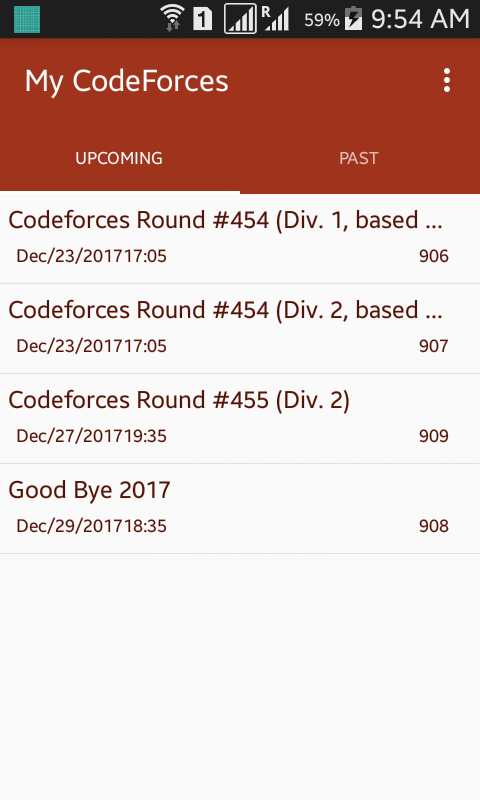 1 R 59% 9:54 AM
My CodeForces
UPCOMING PAST
Codeforces Round #454 (Div. 1, based ...
Dec/23/201717:05 906
Codeforces Round #454 (Div. 2, based ...
Dec/23/201717:05 907
Codeforces Round #455 (Div. 2)
Dec/27/201719:35 909
Good Bye 2017
Dec/29/201718:35 908